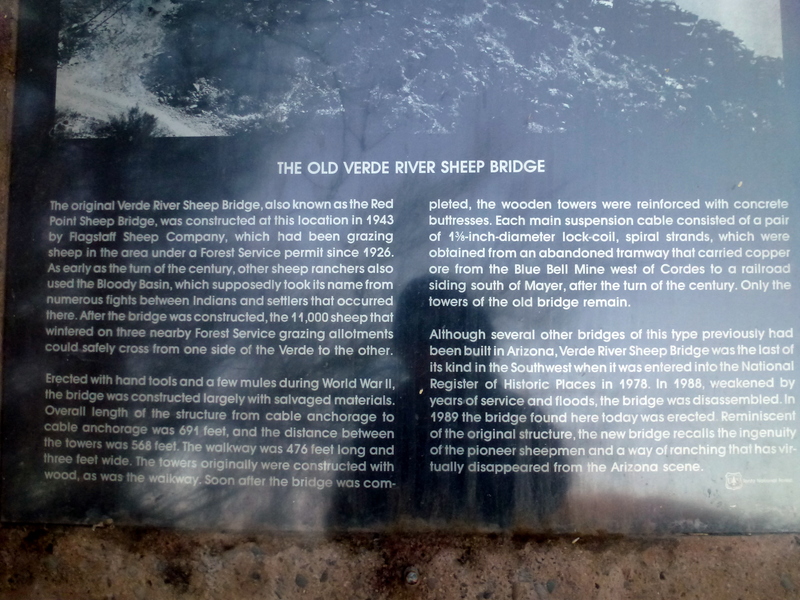 THE OLD VERDE RIVER SHEEP BRIDGE
The original Verde River Sheep Bridge, also known as the Red
Point Sheep Bridge, was constructed at this location in 1943
by Flagstaff Sheep Company, which had been grazing
sheep in the area under a Forest Service permit since 1926.
As early as the turn of the century, other sheep ranchers also
used the Bloody Basin, which supposedly took its name from
numerous fights between Indians and settlers that occurred
there. After the bridge was constructed, the 11,000 sheep that
wintered on three nearby Forest Service grazing allotments
could safely cross from one side of the Verde to the other.
Erected with hand tools and a few mules during World War II,
the bridge was constructed largely with salvaged materials.
Overall length of the structure from cable anchorage to
cable anchorage was 691 feet, and the distance between
the towers was 568 feet. The walkway was 476 feet long and
three feet wide. The towers originally were constructed with
wood, as was the walkway. Soon after the bridge was com-
pleted, the wooden towers were reinforced with concrete
buttresses. Each main suspension cable consisted of a pair
of 1⅜-inch-diameter lock-coil, spiral strands, which were
obtained from an abandoned tramway that carried copper
ore from the Blue Bell Mine west of Cordes to a railroad
siding south of Mayer, after the turn of the century. Only the
towers of the old bridge remain.
Although several other bridges of this type previously had
been built in Arizona, Verde River Sheep Bridge was the last of
its kind in the Southwest when it was entered into the National
Register of Historic Places in 1978. In 1988, weakened by
years of service and floods, the bridge was disassembled. In
1989 the bridge found here today was erected. Reminiscent
of the original structure, the new bridge recalls the ingenuity
of the pioneer sheepmen and a way of ranching that has vir-
tually disappeared from the Arizona scene.